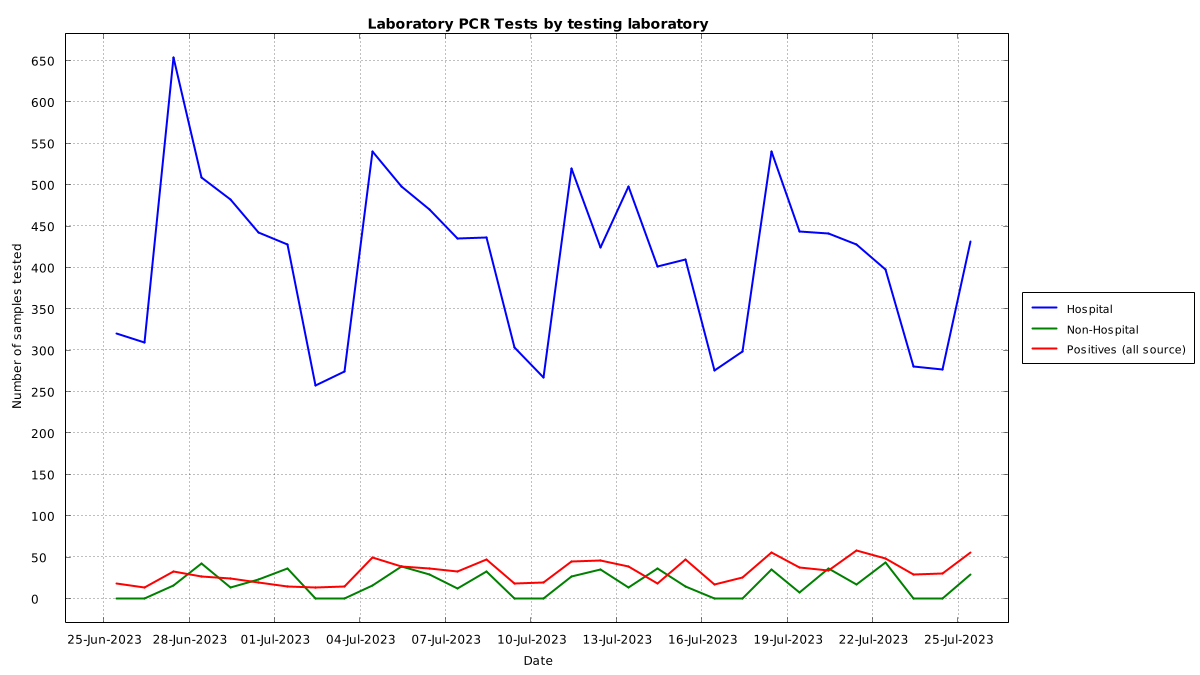 Laboratory PCR Tests by testing laboratory
650
600
550
500
450
400
350
300
250
200
150
100
50
0
Number of samples tested
25-Jun-2023 28-Jun-2023 01-Jul-2023 04-Jul-2023 07-Jul-2023 10-Jul-2023 13-Jul-2023 16-Jul-2023 19-Jul-2023 22-Jul-2023 25-Jul-2023
Date
Hospital
Non-Hospital
Positives (all source)